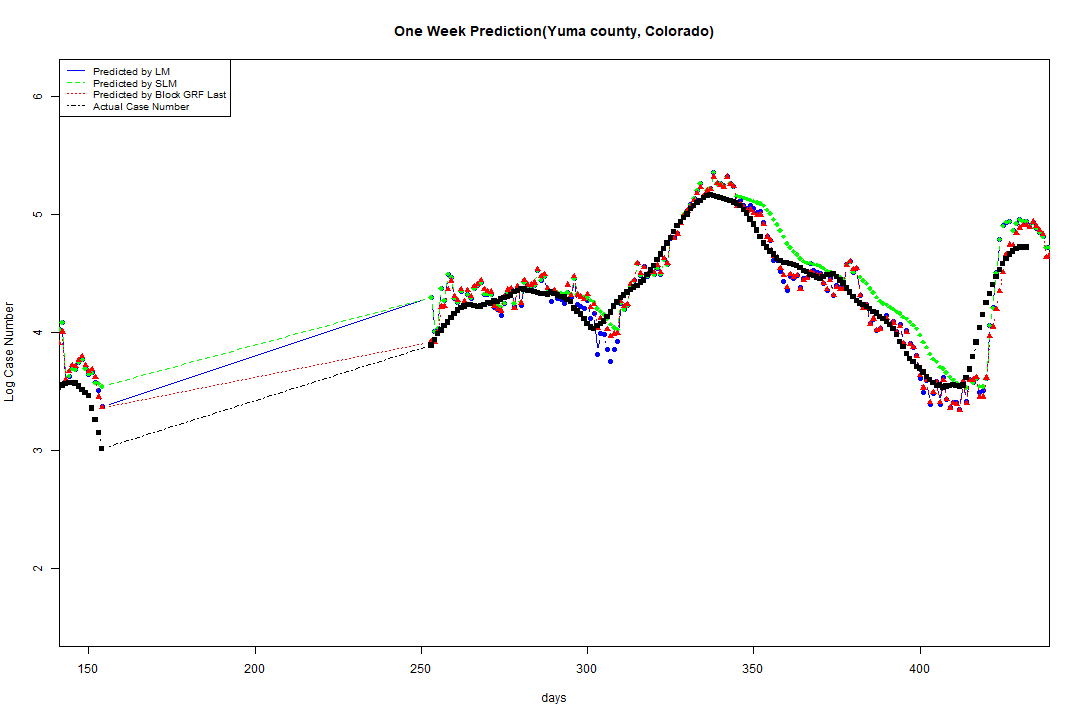 One Week Prediction(Yuma county, Colorado)
Predicted by LM
Predicted by SLM
Predicted by Block GRF Last
Actual Case Number
Log Case Number
6
5
4
3
2
150 200 250 300 350 400
days